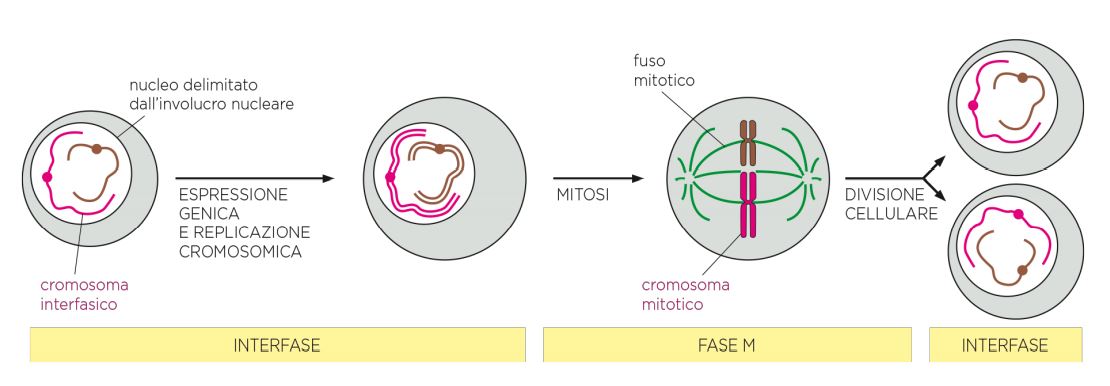 nucleo delimitato
dall'involucro nucleare
ESPRESSIONE
GENICA
E REPLICAZIONE
CROMOSOMICA
cromosoma
interfasico
MITOSI
fuso
mitotico
cromosoma
mitotico
DIVISIONE
CELLULARE
INTERFASE
FASE M
INTERFASE